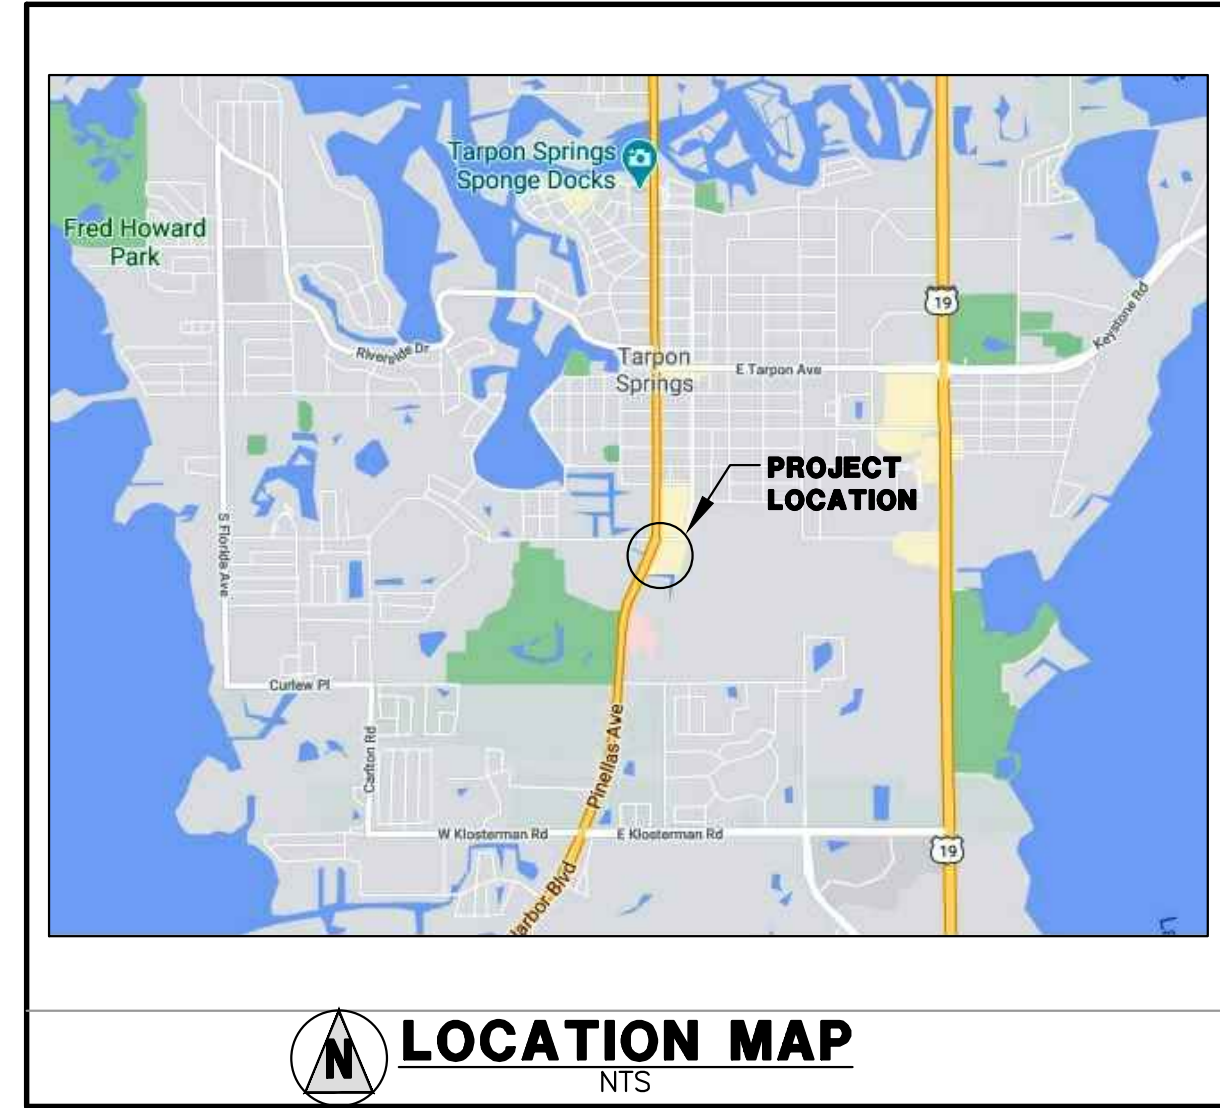 Tarpon Springs
Sponge Docks
Fred Howard
Park
19
Keystone Rd
Riverside Dr
Tarpon
Springs
E Tarpon Ave
PROJECT
LOCATION
S Florida Ave
Curlew Pl
Carlton Rd
Pinellas Ave
W Klosterman Rd
E Klosterman Rd
19
arbor Blvd
N
LOCATION MAP
NTS